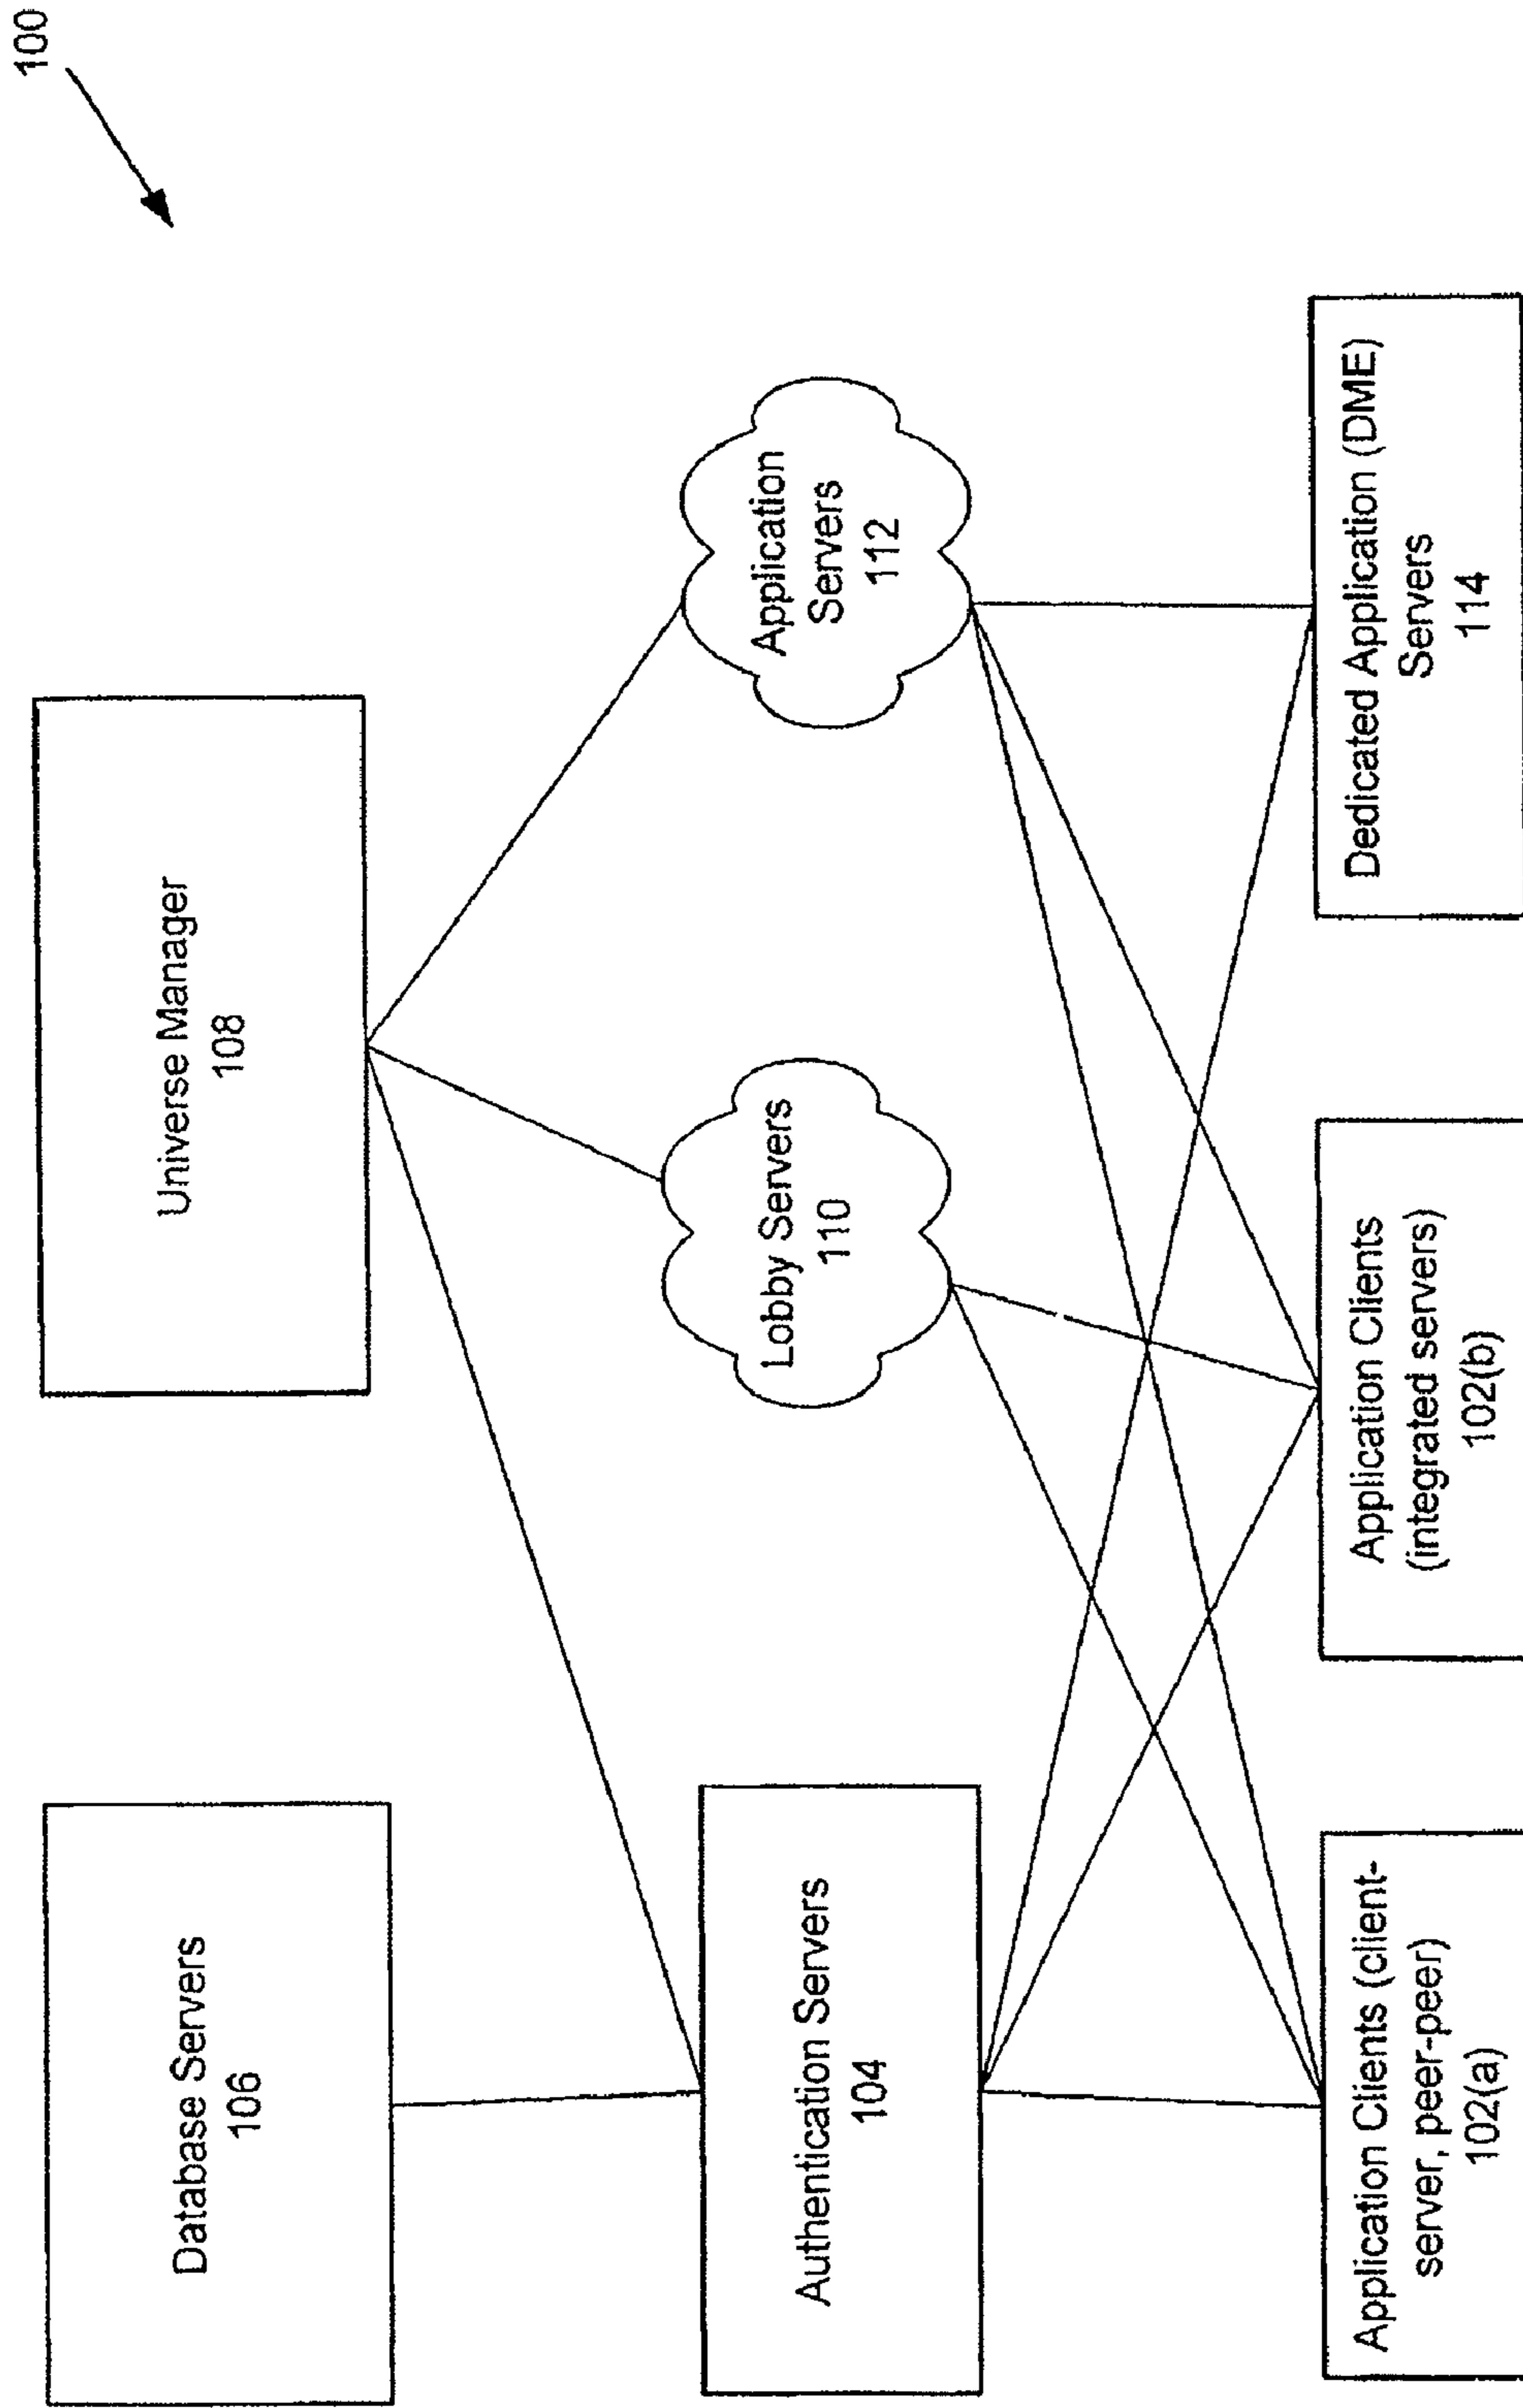 100
Database Servers
106
Universe Manager
108
Authentication Servers
104
Lobby Servers
110
Application
Servers
112
Application Clients (client-
server, peer-peer)
102(a)
Application Clients
(integrated servers)
102(b)
Dedicated Application (DME)
Servers
114